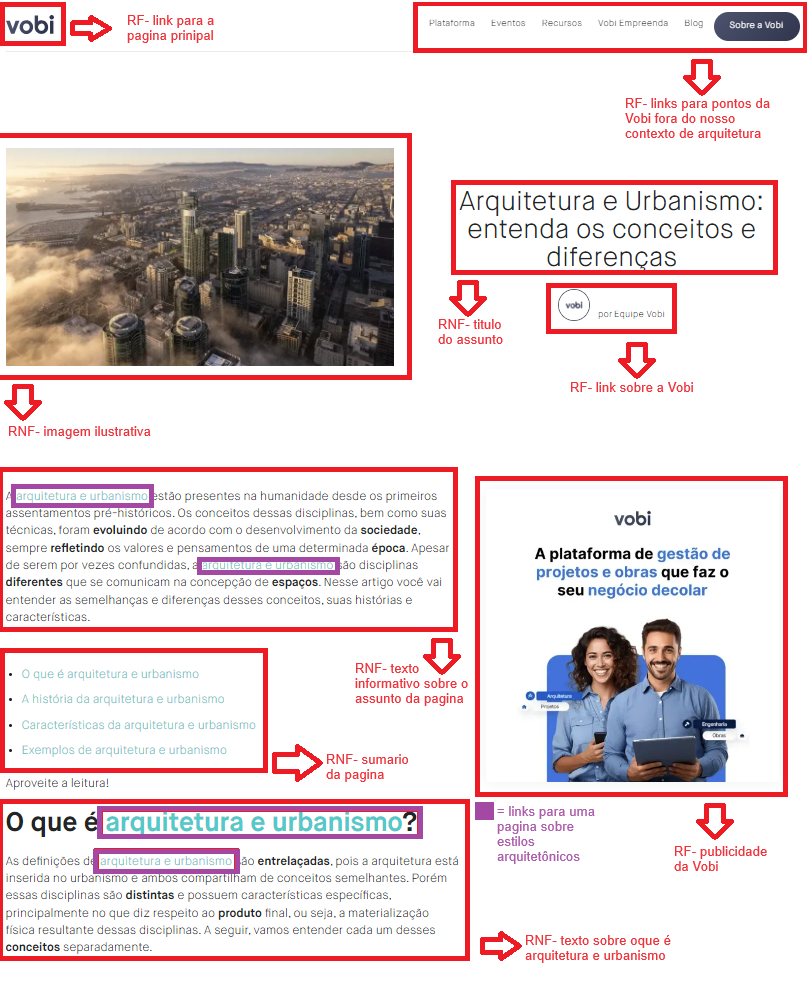 vobi
RF- link para a
pagina prinipal
Plataforma Eventos Recursos Vobi Empreenda Blog Sobre a Vobi
RF- links para pontos da
Vobi fora do nosso
contexto de arquitetura
Arquitetura e Urbanismo:
entenda os conceitos e
diferenças
vobi por Equipe Vobi
RNF- titulo
do assunto
RF- link sobre a Vobi
RNF- imagem ilustrativa
A arquitetura e urbanismo estão presentes na humanidade desde os primeiros
assentamentos pré-históricos. Os conceitos dessas disciplinas, bem como suas
técnicas, foram evoluindo de acordo com o desenvolvimento da sociedade,
sempre refletindo os valores e pensamentos de uma determinada época. Apesar
de serem por vezes confundidas, a arquitetura e urbanismo são disciplinas
diferentes que se comunicam na concepção de espaços. Nesse artigo você vai
entender as semelhanças e diferenças desses conceitos, suas histórias e
características.
vobi
A plataforma de gestão de
projetos e obras que faz o
seu negócio decolar
Arquitetura
Projetos
Engenharia
Obras
RNF- texto
informativo sobre o
assunto da pagina
O que é arquitetura e urbanismo
A história da arquitetura e urbanismo
Características da arquitetura e urbanismo
Exemplos de arquitetura e urbanismo
RNF- sumario
da pagina
Aproveite a leitura!
O que é arquitetura e urbanismo?
= links para uma
pagina sobre
estilos
arquitetônicos
RF- publicidade
da Vobi
As definições de arquitetura e urbanismo são entrelaçadas, pois a arquitetura está
inserida no urbanismo e ambos compartilham de conceitos semelhantes. Porém
essas disciplinas são distintas e possuem características específicas,
principalmente no que diz respeito ao produto final, ou seja, a materialização
física resultante dessas disciplinas. A seguir, vamos entender cada um desses
conceitos separadamente.
RNF- texto sobre oque é
arquitetura e urbanismo